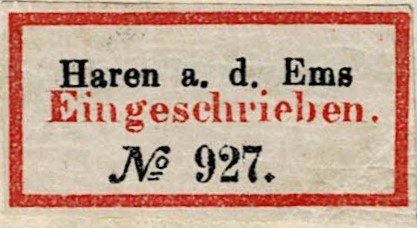 Haren a. d. Ems
Eingeschrieben.
№ 927.